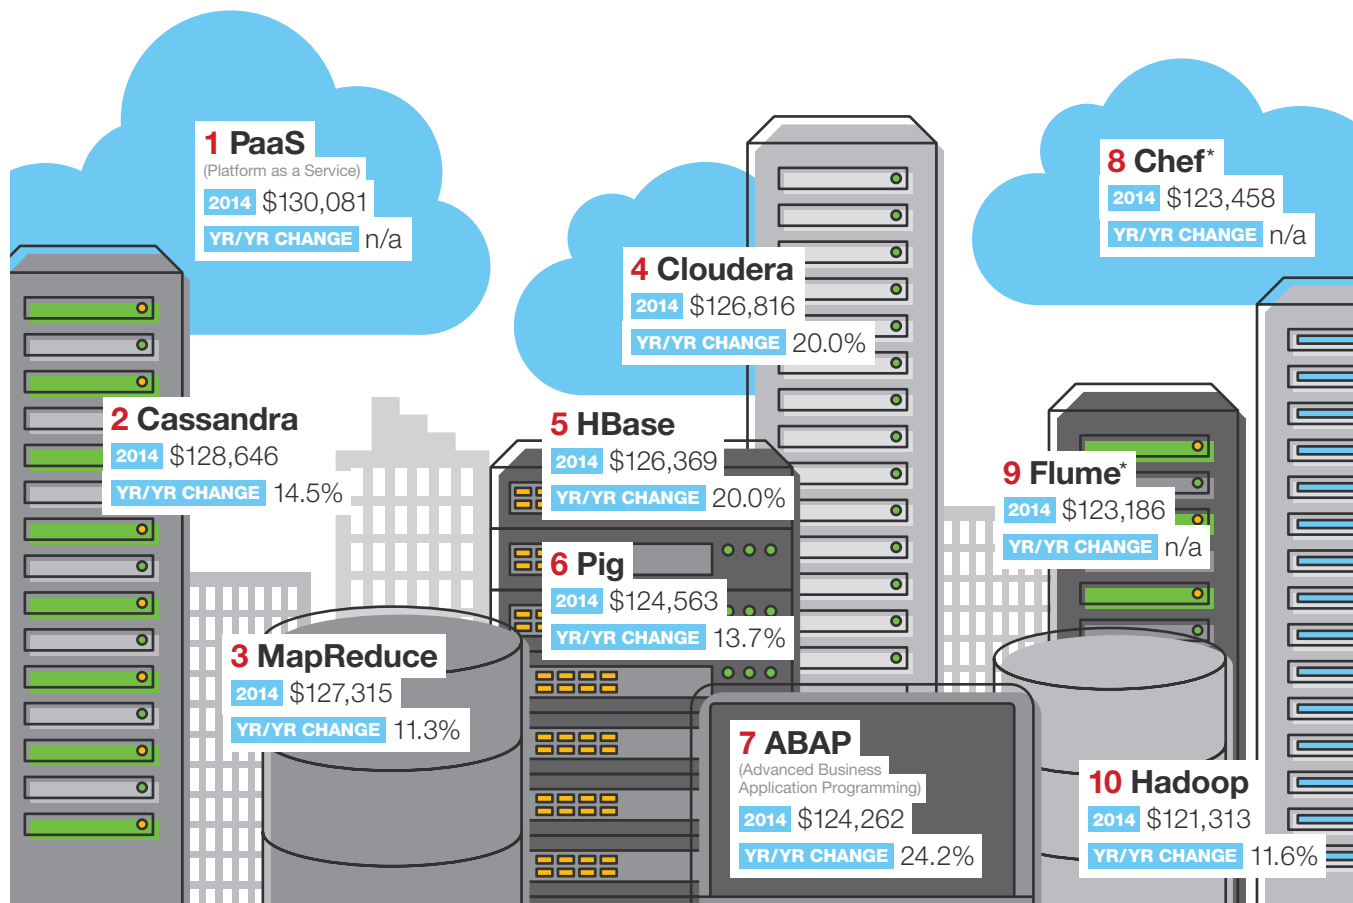 1 PaaS
(Platform as a Service)
2014 $130,081
YR/YR CHANGE n/a
2 Cassandra
2014 $128,646
YR/YR CHANGE 14.5%
3 MapReduce
2014 $127,315
YR/YR CHANGE 11.3%
4 Cloudera
2014 $126,816
YR/YR CHANGE 20.0%
5 HBase
2014 $126,369
YR/YR CHANGE 20.0%
6 Pig
2014 $124,563
YR/YR CHANGE 13.7%
7 ABAP
(Advanced Business
Application Programming)
2014 $124,262
YR/YR CHANGE 24.2%
8 Chef*
2014 $123,458
YR/YR CHANGE n/a
9 Flume*
2014 $123,186
YR/YR CHANGE n/a
10 Hadoop
2014 $121,313
YR/YR CHANGE 11.6%